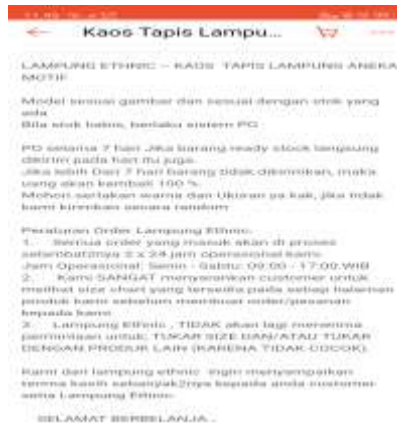 Kaos Tapis Lampu...
LAMPUNG ETHNIC – KAOS TAPIS LAMPUNG ANEKA
MOTIF
Model sesuai gambar dan sesuai dengan stok yang
ada
Bila stok habis, berlaku sistem PO
PO selama 7 hari. Jika barang ready stock langsung
dikirim pada hari itu juga.
Jika lebih Dari 7 hari barang tidak dikirimkan, maka
uang akan kembali 100 %.
Mohon sertakan warna dan Ukuran ya kak, jika tidak
kami kirimkan secara random
Peraturan Order Lampung Ethnic:
1. Semua order yang masuk akan di proses
selambat2nya 2 x 24 jam operasional kami.
Jam Operasional: Senin - Sabtu: 09.00 - 17.00 WIB
2. Kami SANGAT menyarankan customer untuk
melihat size chart yang tersedia pada setiap halaman
produk kami sebelum membuat order/pesanan
kepada kami
3. Lampung Ethnic , TIDAK akan lagi menerima
permintaan untuk: TUKAR SIZE DAN/ATAU TUKAR
DENGAN PRODUK LAIN (KARENA TIDAK COCOK).
Kami dari lampung ethnic ingin menyampaikan
terima kasih sebanyak2nya kepada anda customer
setia Lampung Ethnic.
SELAMAT BERBELANJA..